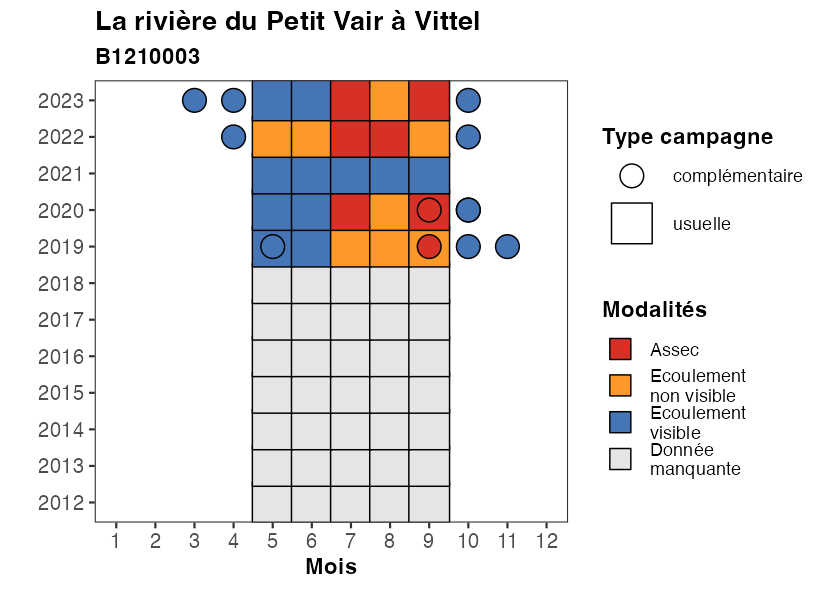 La rivière du Petit Vair à Vittel
B1210003
2023
2022
2021
2020
2019
2018
2017
2016
2015
2014
2013
2012
1 2 3 4 5 6 7 8 9 10 11 12
Mois
Type campagne
complémentaire
usuelle
Modalités
Assec
Ecoulement
non visible
Ecoulement
visible
Donnée
manquante